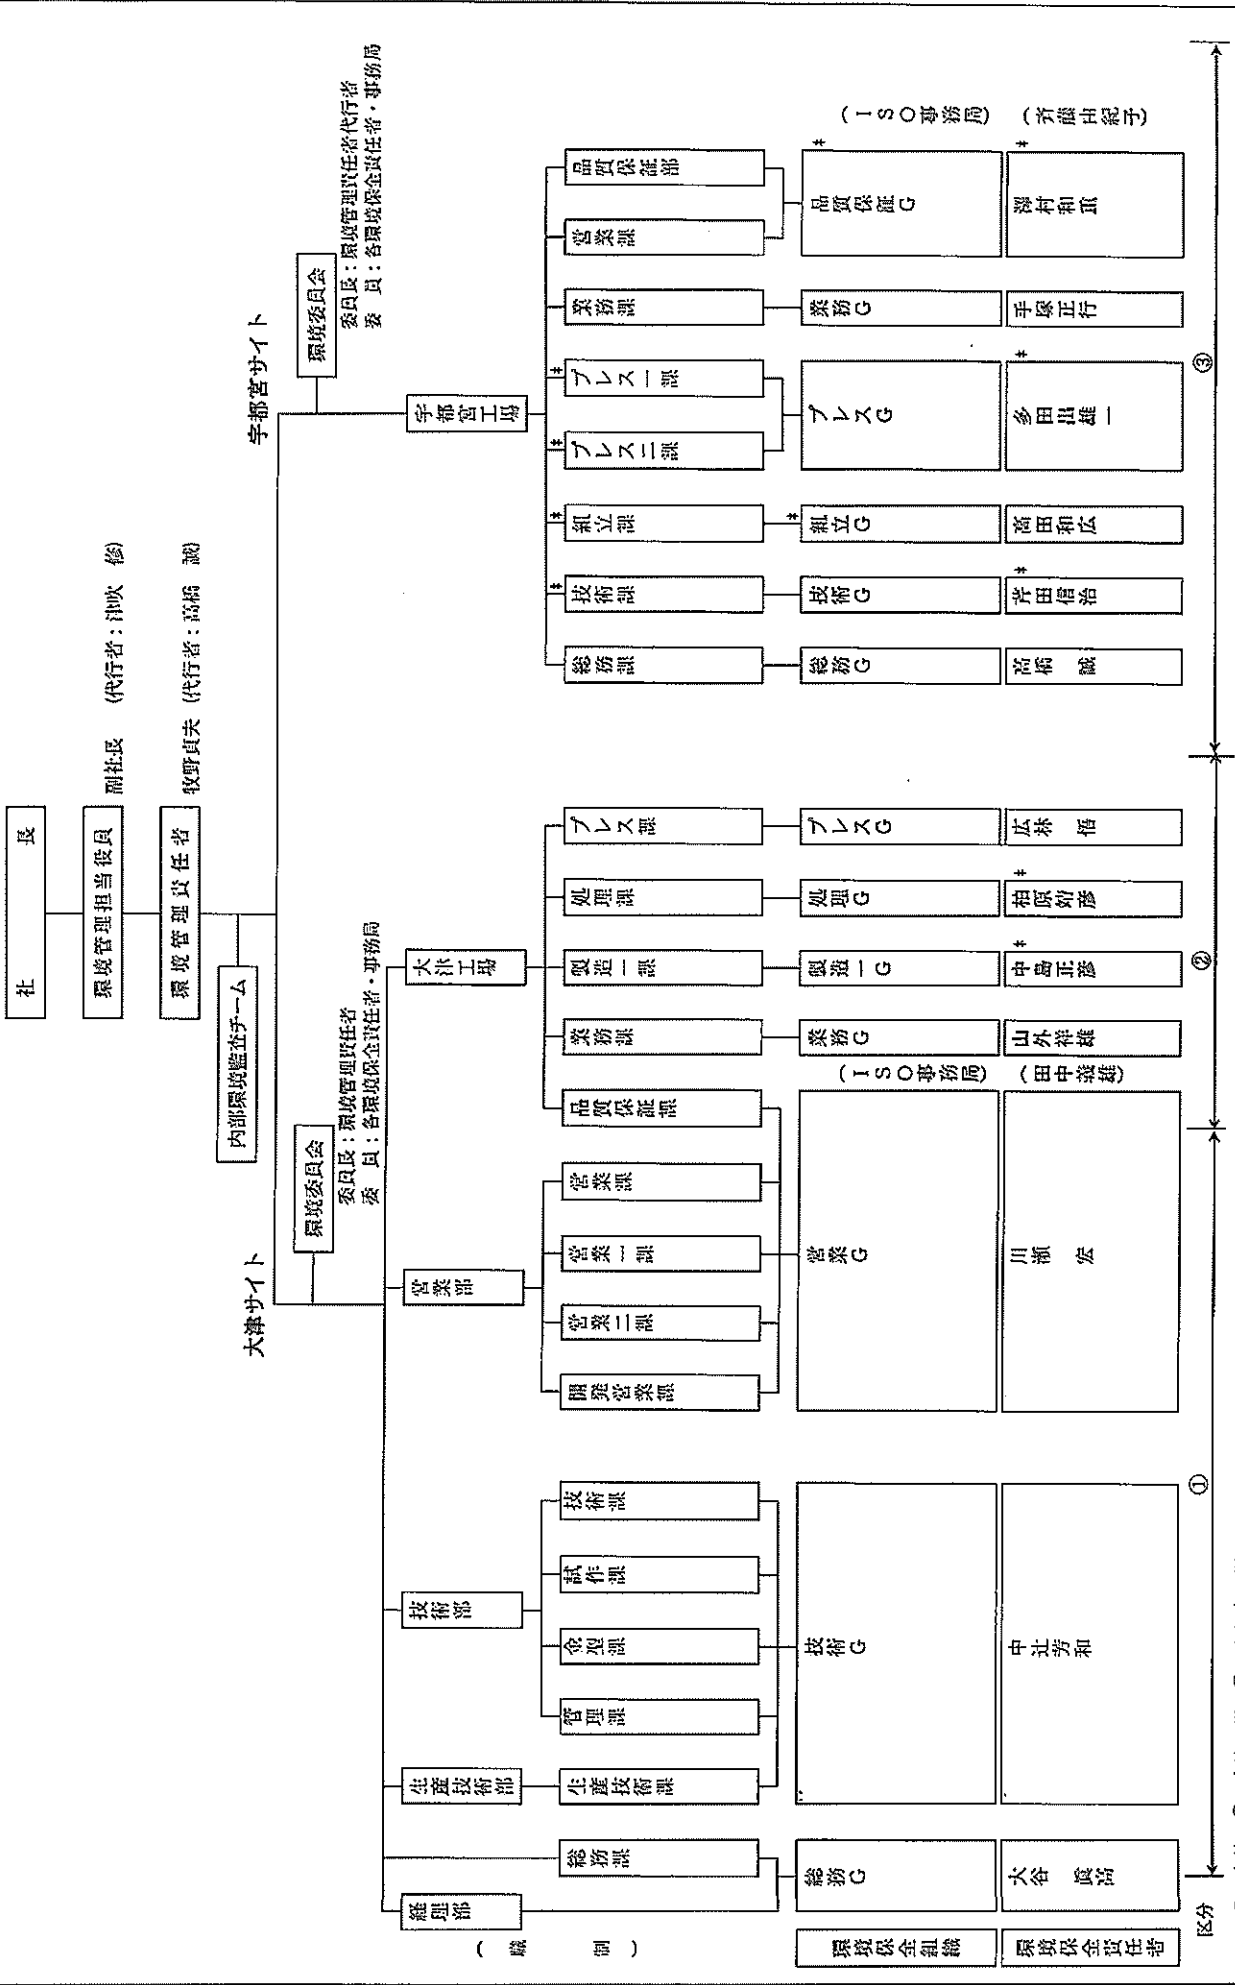 社 長
環境管理担当役員
副社長 (代行者：津吹 修)
環境管理責任者
牧野貞夫 (代行者：高橋 誠)
内部環境監査チーム
大津サイト
環境委員会
委員長：環境管理責任者
委 員：各環境保全責任者・事務局
宇都宮サイト
環境委員会
委員長：環境管理責任者代行者
委 員：各環境保全責任者・事務局
(職 制)
経理部
生産技術部
技術部
営業部
大津工場
宇都宮工場
総務課
生産技術課
管理課
金型課
試作課
技術課
開発営業課
営業二課
営業一課
営業課
品質保証課
業務課
製造一課
処理課
プレス課
総務課
技術課 *
組立課 *
プレス二課 *
プレス一課 *
業務課
営業課
品質保証部
環境保全組織
総務G
技術G
営業G
(ISO事務局)
業務G
製造一G
処理G
プレスG
総務G
技術G
組立G *
プレスG
業務G
品質保証G *
(ISO事務局)
環境保全責任者
大谷 眞高
中辻芳和
川瀬 宏
(田中義雄)
山外祥雄
中島正彦 *
柏原竧彦 *
広林 悟
高橋 誠
芹田信治 *
高田和広
多田昌雄一 *
手塚正行
澤村和重 *
(斉藤由紀子)
区分
①
②
③